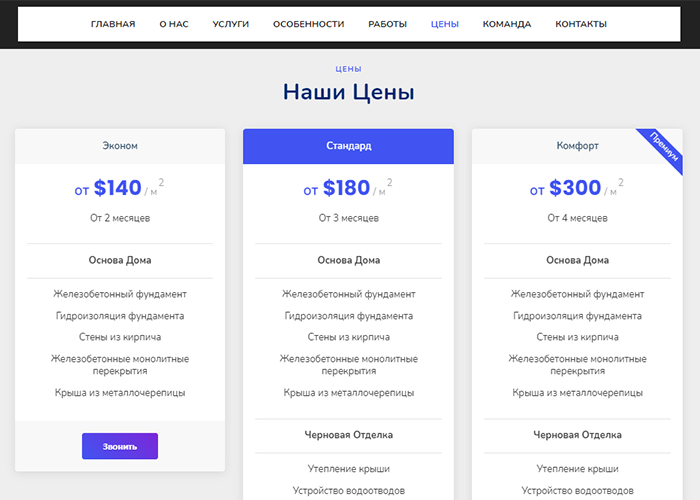 ГЛАВНАЯ О НАС УСЛУГИ ОСОБЕННОСТИ РАБОТЫ ЦЕНЫ КОМАНДА КОНТАКТЫ
ЦЕНЫ
Наши Цены
Эконом
от $140 / м 2
От 2 месяцев
Основа Дома
Железобетонный фундамент
Гидроизоляция фундамента
Стены из кирпича
Железобетонные монолитные
перекрытия
Крыша из металлочерепицы
Звонить
Стандард
от $180 / м 2
От 3 месяцев
Основа Дома
Железобетонный фундамент
Гидроизоляция фундамента
Стены из кирпича
Железобетонные монолитные
перекрытия
Крыша из металлочерепицы
Черновая Отделка
Утепление крыши
Устройство водоотводов
Комфорт
Премиум
от $300 / м 2
От 4 месяцев
Основа Дома
Железобетонный фундамент
Гидроизоляция фундамента
Стены из кирпича
Железобетонные монолитные
перекрытия
Крыша из металлочерепицы
Черновая Отделка
Утепление крыши
Устройство водоотводов